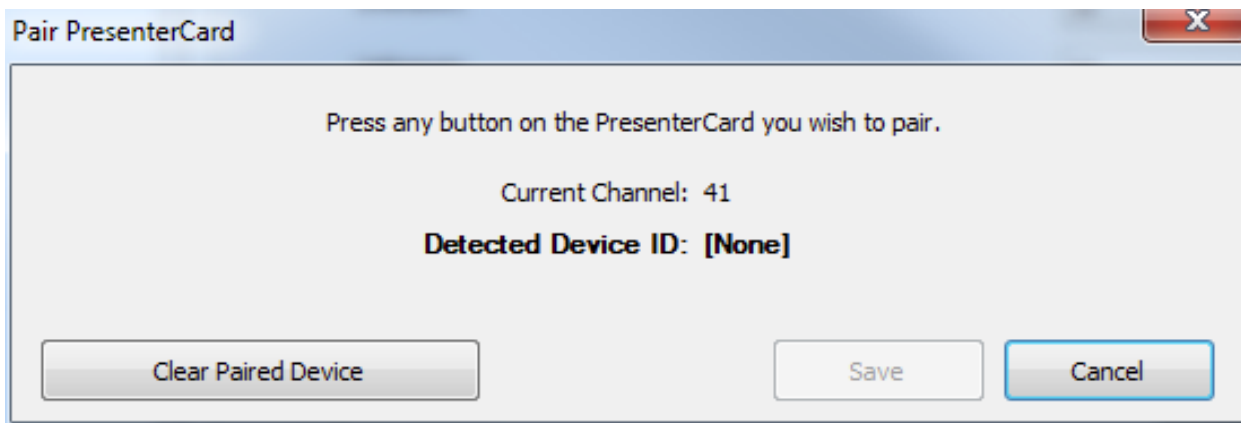 Pair PresenterCard
Press any button on the PresenterCard you wish to pair.
Current Channel: 41
Detected Device ID: [None]
Clear Paired Device Save Cancel